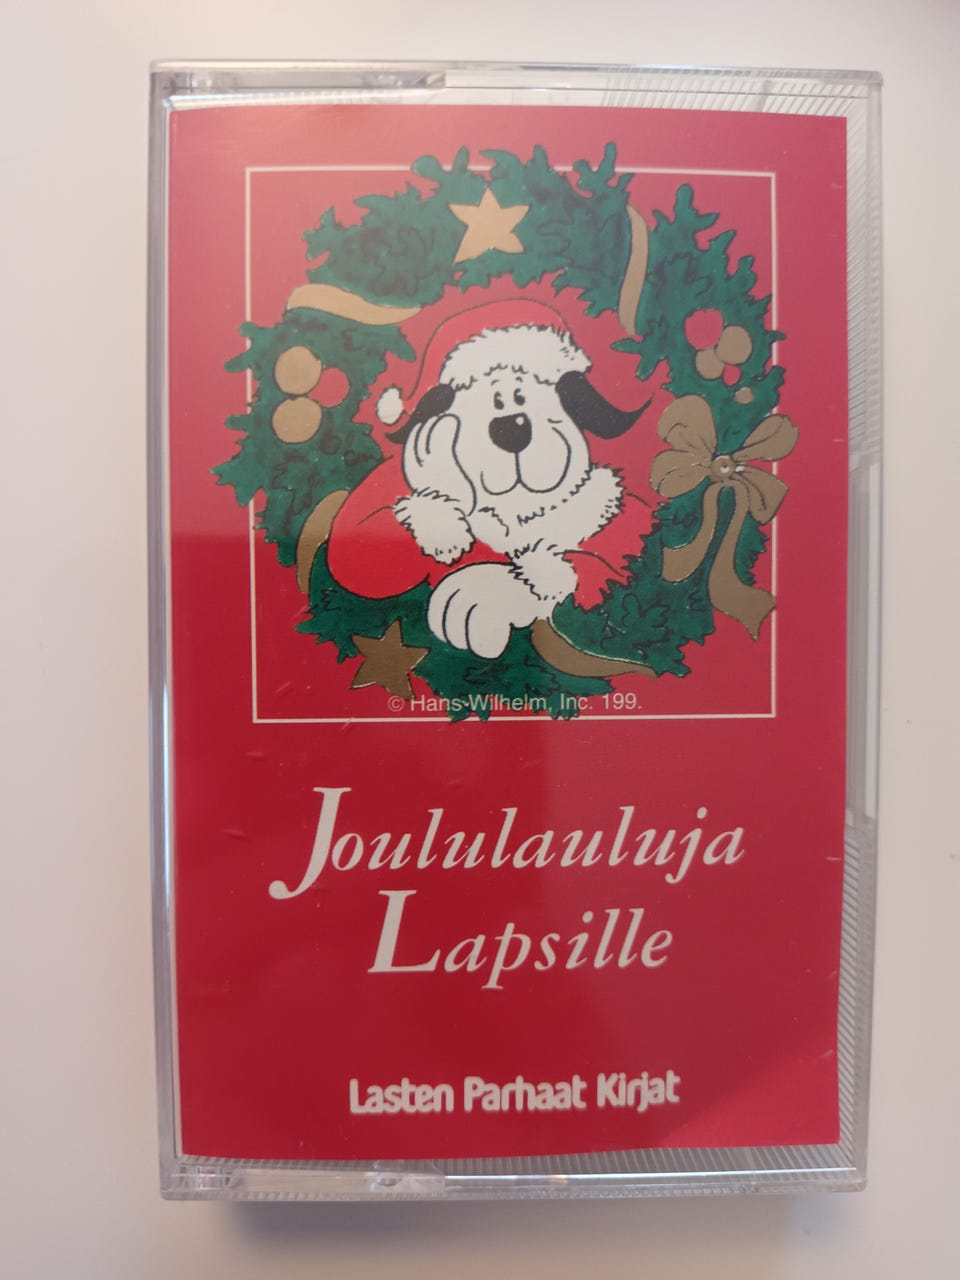 © Hans-Wilhelm, Inc. 199.
Joululauluja
Lapsille
Lasten Parhaat Kirjat